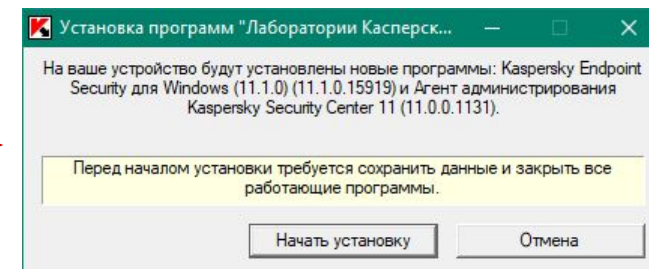 Установка программ "Лаборатории Касперск...
На ваше устройство будут установлены новые программы: Kaspersky Endpoint
Security для Windows (11.1.0) (11.1.0.15919) и Агент администрирования
Kaspersky Security Center 11 (11.0.0.1131).
Перед началом установки требуется сохранить данные и закрыть все
работающие программы.
Начать установку
Отмена